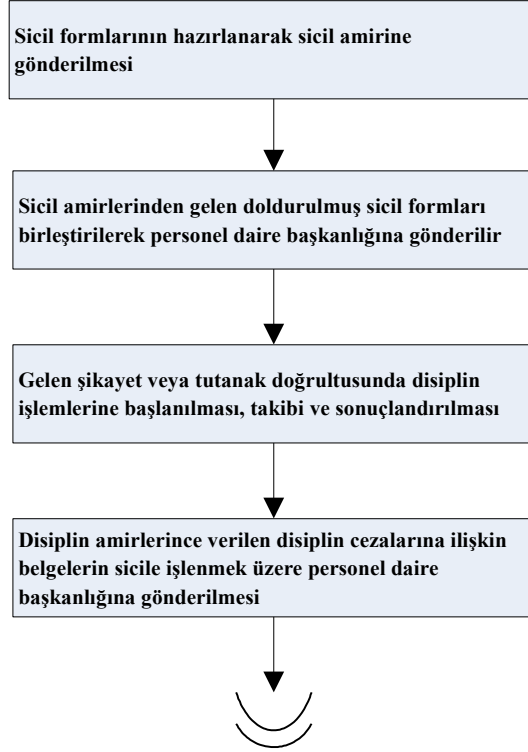 Sicil formlarının hazırlanarak sicil amirine
gönderilmesi
Sicil amirlerinden gelen doldurulmuş sicil formları
birleştirilerek personel daire başkanlığına gönderilir
Gelen şikayet veya tutanak doğrultusunda disiplin
işlemlerine başlanılması, takibi ve sonuçlandırılması
Disiplin amirlerince verilen disiplin cezalarına ilişkin
belgelerin sicile işlenmek üzere personel daire
başkanlığına gönderilmesi